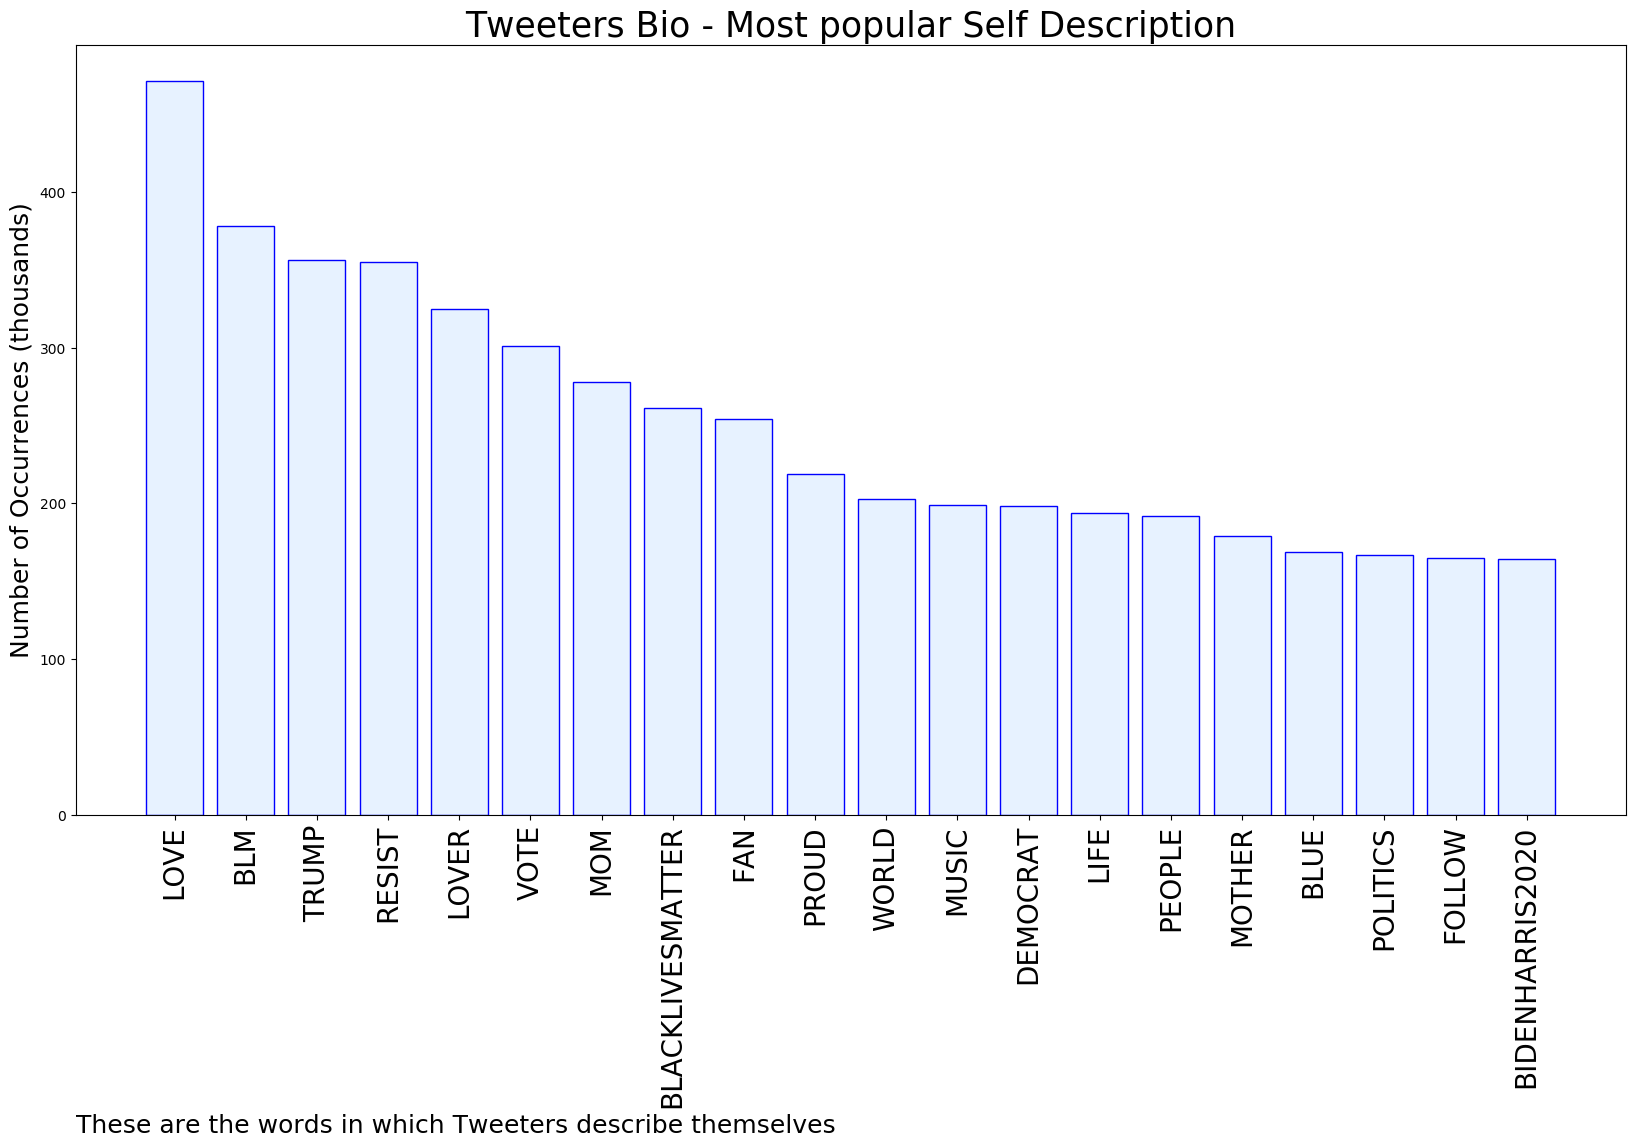 Tweeters Bio - Most popular Self Description
Number of Occurrences (thousands)
400
300
200
100
0
LOVE
BLM
TRUMP
RESIST
LOVER
VOTE
MOM
BLACKLIVESMATTER
FAN
PROUD
WORLD
MUSIC
DEMOCRAT
LIFE
PEOPLE
MOTHER
BLUE
POLITICS
FOLLOW
BIDENHARRIS2020
These are the words in which Tweeters describe themselves